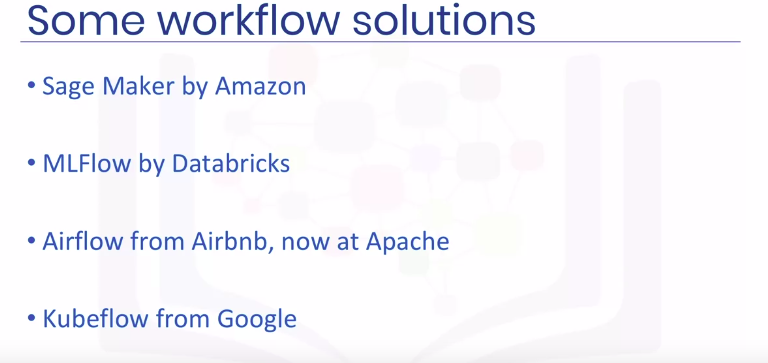 Some workflow solutions
• Sage Maker by Amazon
• MLFlow by Databricks
• Airflow from Airbnb, now at Apache
• Kubeflow from Google